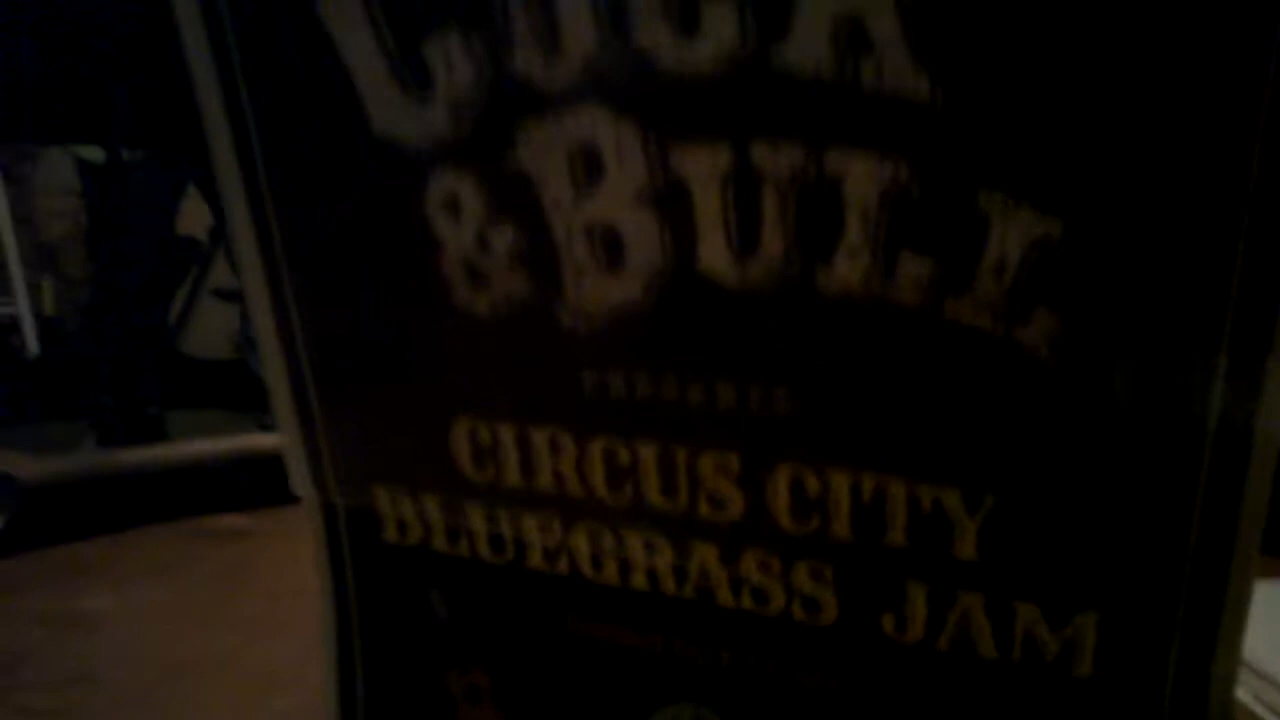 COCK
& BULL
PRESENTS
CIRCUS CITY
BLUEGRASS JAM